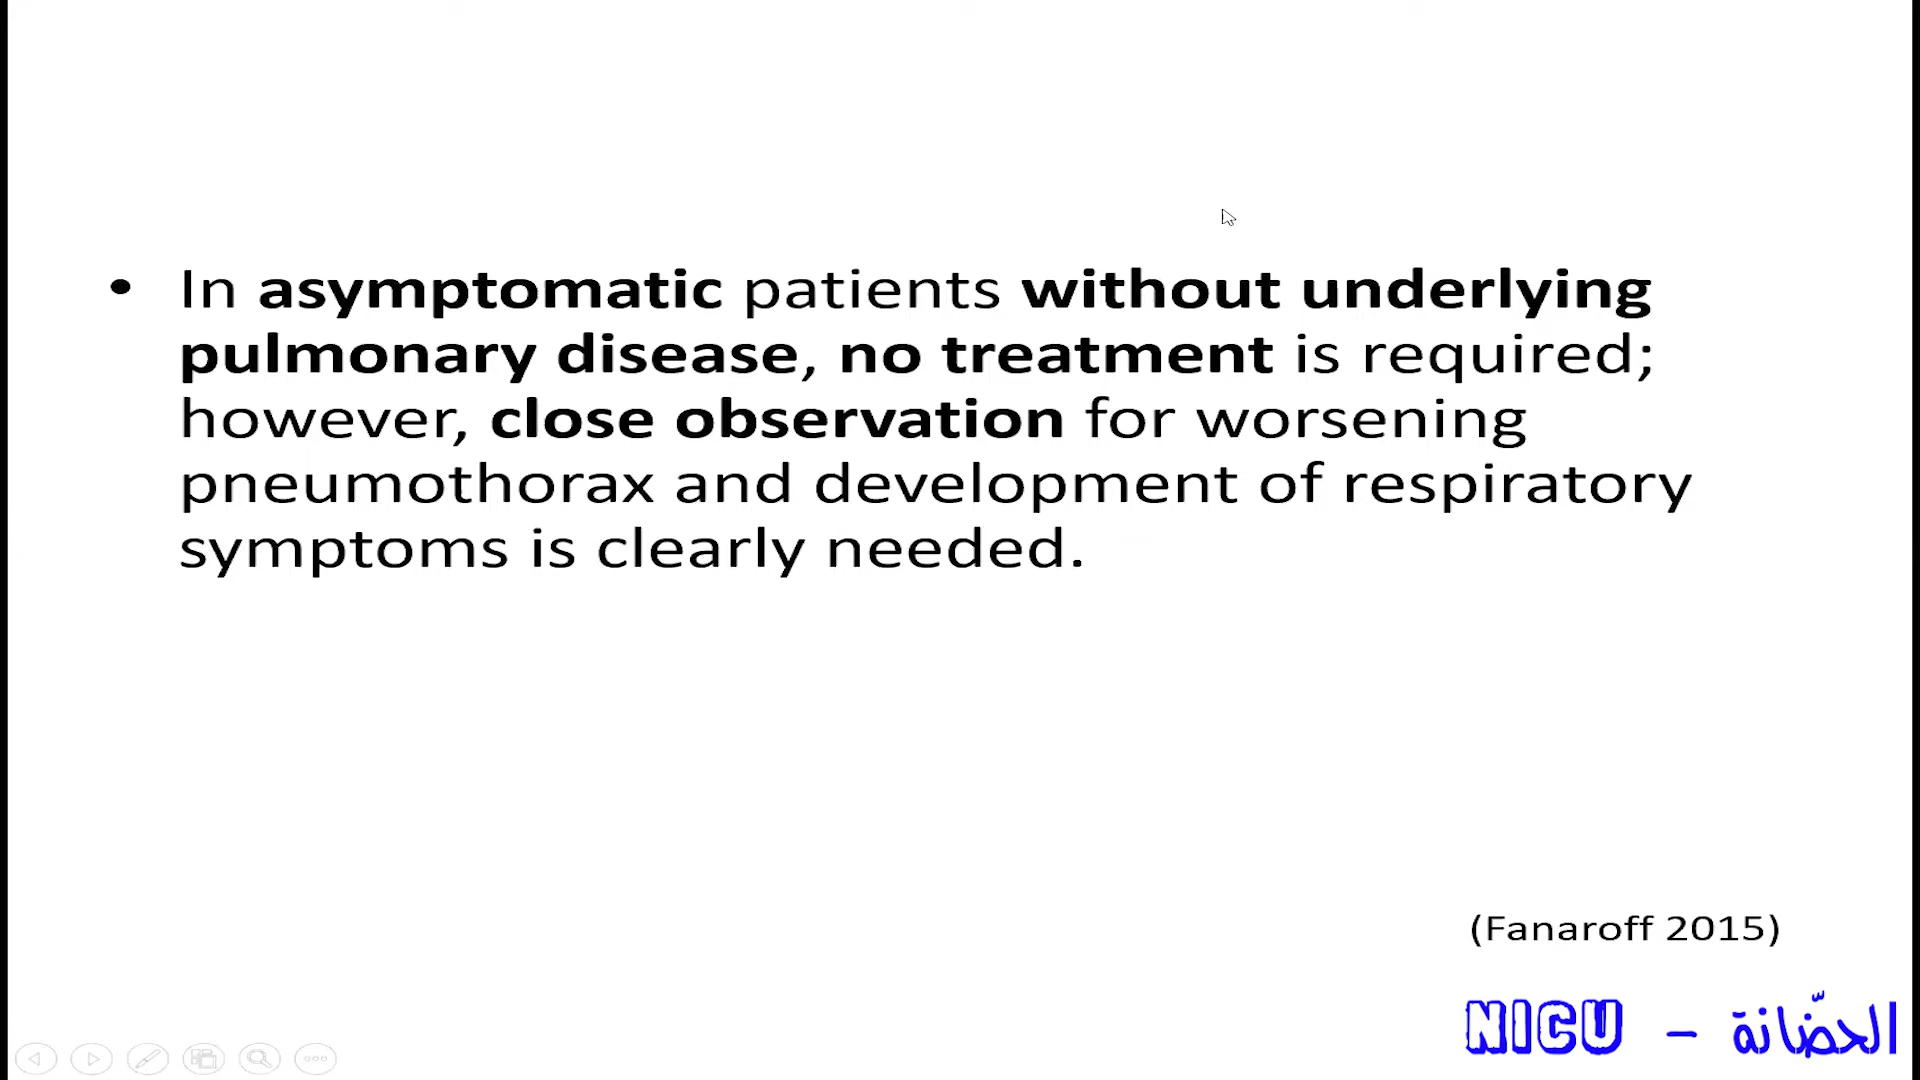 • In asymptomatic patients without underlying
pulmonary disease, no treatment is required;
however, close observation for worsening
pneumothorax and development of respiratory
symptoms is clearly needed.
(Fanaroff 2015)
NICU – الحضّانة